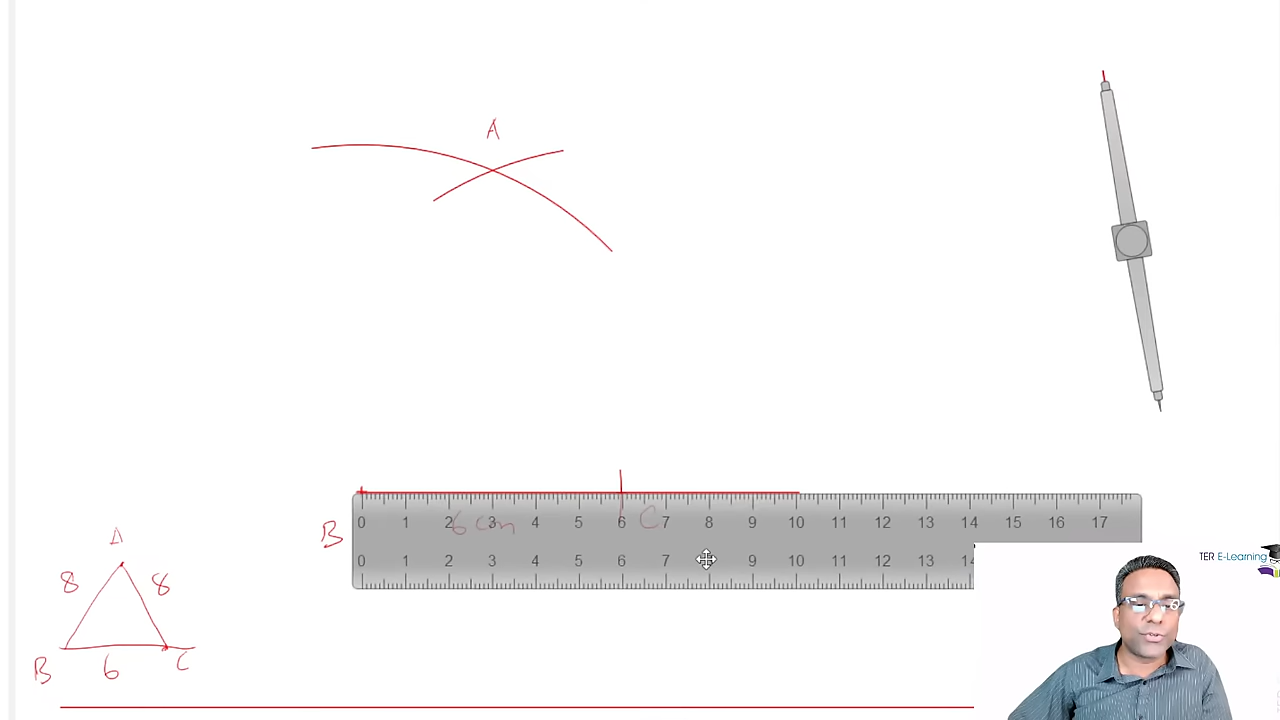 A
B
6 cm
C
0 1 2 3 4 5 6 7 8 9 10 11 12 13 14 15 16 17
0 1 2 3 4 5 6 7 8 9 10 11 12 13 14
A
8 8
B 6 C
TER E-Learning